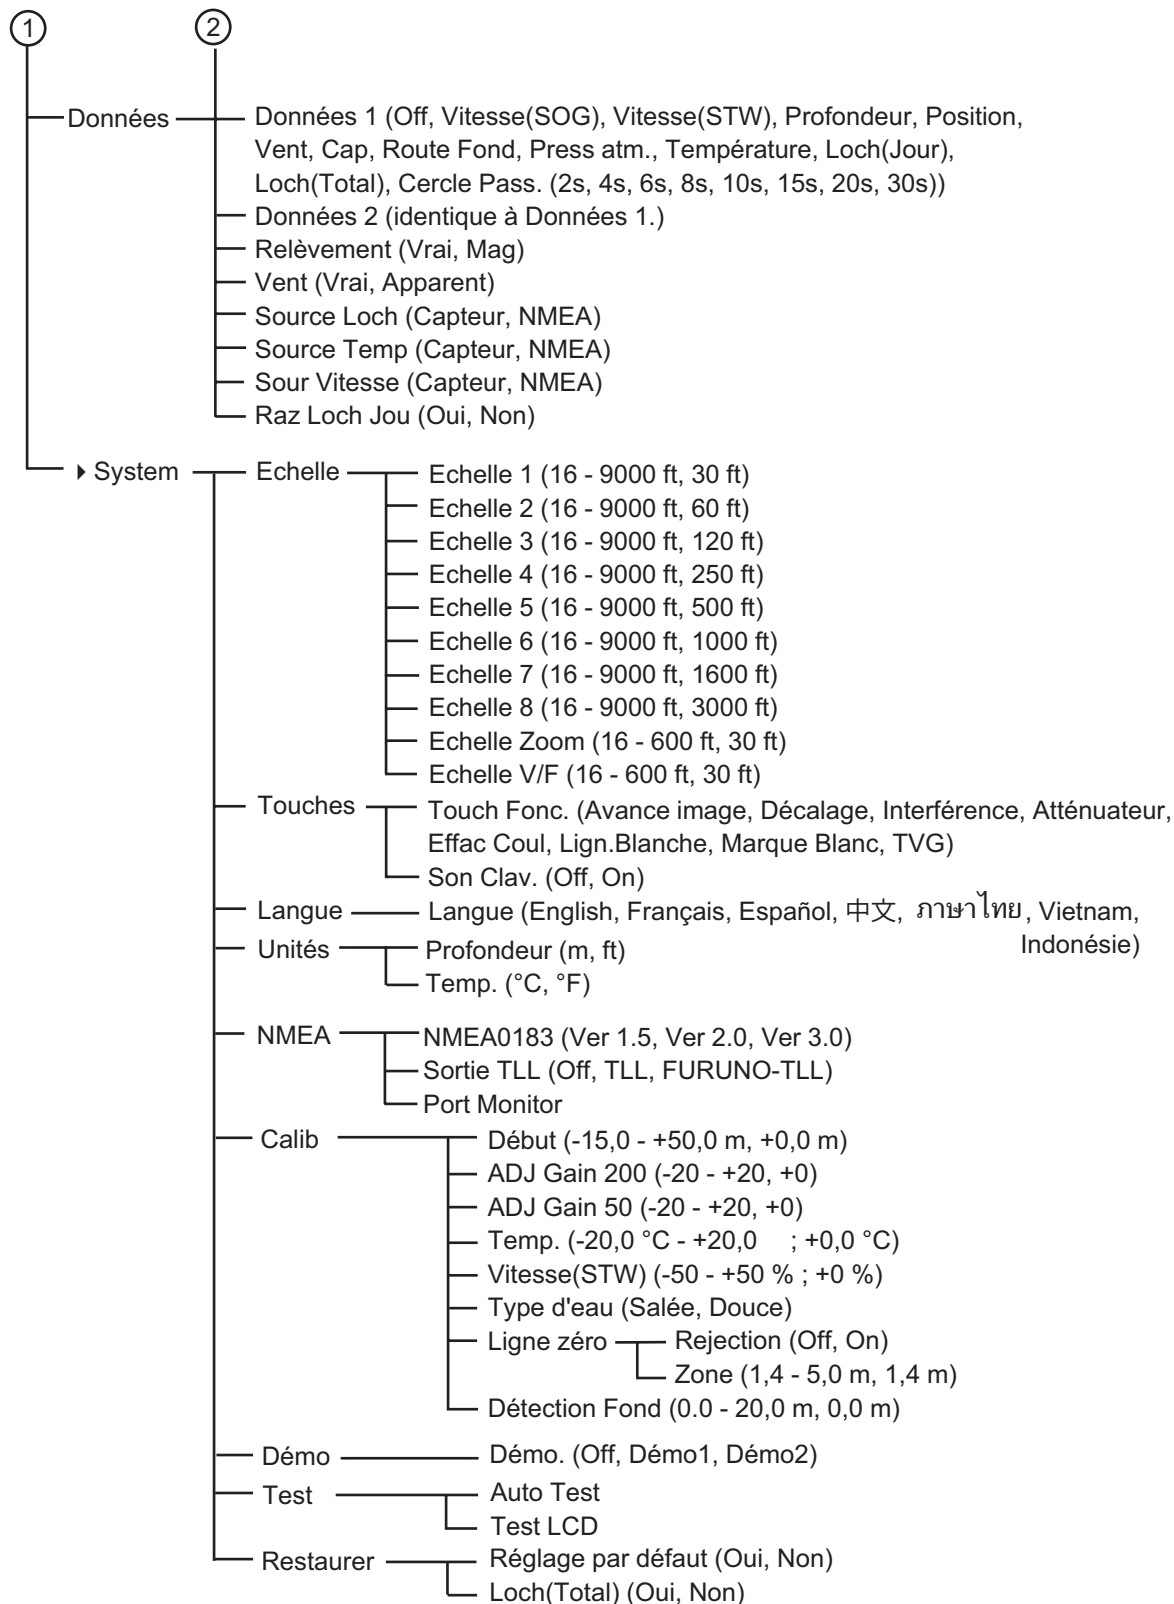 1 2
Données
Données 1 (Off, Vitesse(SOG), Vitesse(STW), Profondeur, Position,
Vent, Cap, Route Fond, Press atm., Température, Loch(Jour),
Loch(Total), Cercle Pass. (2s, 4s, 6s, 8s, 10s, 15s, 20s, 30s))
Données 2 (identique à Données 1.)
Relèvement (Vrai, Mag)
Vent (Vrai, Apparent)
Source Loch (Capteur, NMEA)
Source Temp (Capteur, NMEA)
Sour Vitesse (Capteur, NMEA)
Raz Loch Jou (Oui, Non)
System
Echelle
Echelle 1 (16 - 9000 ft, 30 ft)
Echelle 2 (16 - 9000 ft, 60 ft)
Echelle 3 (16 - 9000 ft, 120 ft)
Echelle 4 (16 - 9000 ft, 250 ft)
Echelle 5 (16 - 9000 ft, 500 ft)
Echelle 6 (16 - 9000 ft, 1000 ft)
Echelle 7 (16 - 9000 ft, 1600 ft)
Echelle 8 (16 - 9000 ft, 3000 ft)
Echelle Zoom (16 - 600 ft, 30 ft)
Echelle V/F (16 - 600 ft, 30 ft)
Touches
Touch Fonc. (Avance image, Décalage, Interférence, Atténuateur,
Effac Coul, Lign.Blanche, Marque Blanc, TVG)
Son Clav. (Off, On)
Langue
Langue (English, Français, Español, 中文, ภาษาไทย, Vietnam,
Indonésie)
Unités
Profondeur (m, ft)
Temp. (°C, °F)
NMEA
NMEA0183 (Ver 1.5, Ver 2.0, Ver 3.0)
Sortie TLL (Off, TLL, FURUNO-TLL)
Port Monitor
Calib
Début (-15,0 - +50,0 m, +0,0 m)
ADJ Gain 200 (-20 - +20, +0)
ADJ Gain 50 (-20 - +20, +0)
Temp. (-20,0 °C - +20,0 ; +0,0 °C)
Vitesse(STW) (-50 - +50 % ; +0 %)
Type d'eau (Salée, Douce)
Ligne zéro
Rejection (Off, On)
Zone (1,4 - 5,0 m, 1,4 m)
Détection Fond (0.0 - 20,0 m, 0,0 m)
Démo
Démo. (Off, Démo1, Démo2)
Test
Auto Test
Test LCD
Restaurer
Réglage par défaut (Oui, Non)
Loch(Total) (Oui, Non)